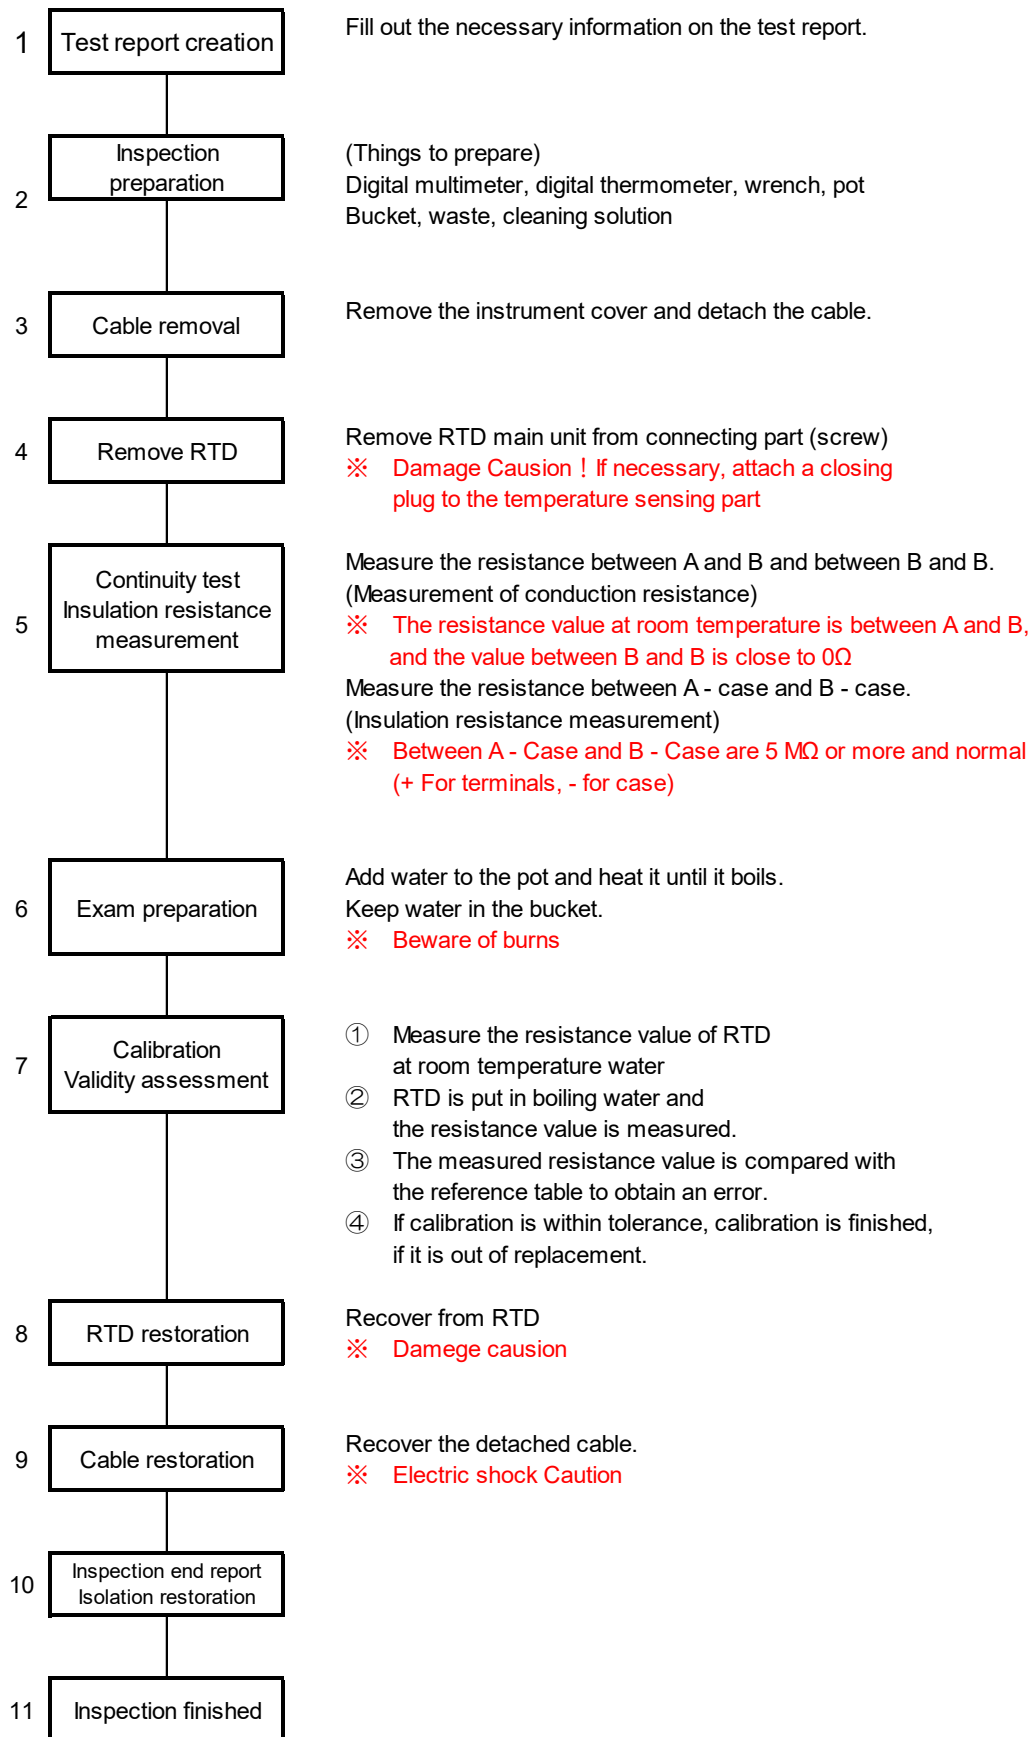 1
Test report creation
Fill out the necessary information on the test report.
2
Inspection
preparation
(Things to prepare)
Digital multimeter, digital thermometer, wrench, pot
Bucket, waste, cleaning solution
3
Cable removal
Remove the instrument cover and detach the cable.
4
Remove RTD
Remove RTD main unit from connecting part (screw)
※ Damage Causion！If necessary, attach a closing
plug to the temperature sensing part
5
Continuity test
Insulation resistance
measurement
Measure the resistance between A and B and between B and B.
(Measurement of conduction resistance)
※ The resistance value at room temperature is between A and B,
and the value between B and B is close to 0Ω
Measure the resistance between A - case and B - case.
(Insulation resistance measurement)
※ Between A - Case and B - Case are 5 MΩ or more and normal
(+ For terminals, - for case)
6
Exam preparation
Add water to the pot and heat it until it boils.
Keep water in the bucket.
※ Beware of burns
7
Calibration
Validity assessment
① Measure the resistance value of RTD
at room temperature water
② RTD is put in boiling water and
the resistance value is measured.
③ The measured resistance value is compared with
the reference table to obtain an error.
④ If calibration is within tolerance, calibration is finished,
if it is out of replacement.
8
RTD restoration
Recover from RTD
※ Damege causion
9
Cable restoration
Recover the detached cable.
※ Electric shock Caution
10
Inspection end report
Isolation restoration
11
Inspection finished